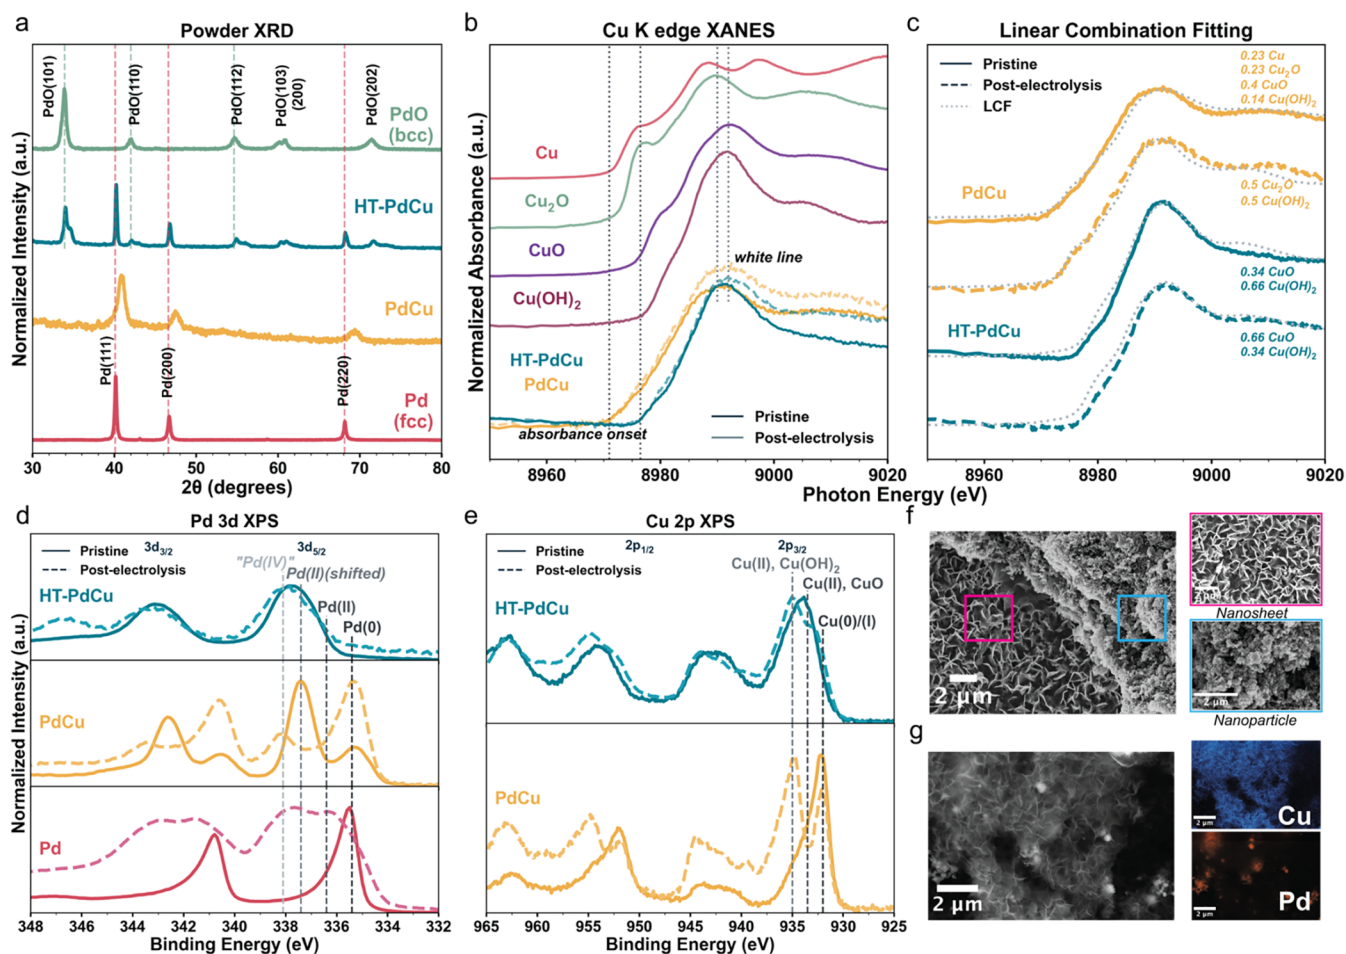 a
Powder XRD
Normalized Intensity (a.u.)
PdO(101)
PdO(110)
PdO(112)
PdO(103)
(200)
PdO(202)
PdO
(bcc)
HT-PdCu
PdCu
Pd(111)
Pd(200)
Pd(220)
Pd
(fcc)
30 40 50 60 70 80
2θ (degrees)
b
Cu K edge XANES
Normalized Absorbance (a.u.)
Cu
Cu₂O
CuO
Cu(OH)₂
white line
HT-PdCu
PdCu
absorbance onset
Pristine
Post-electrolysis
8960 8980 9000 9020
c
Linear Combination Fitting
Pristine
Post-electrolysis
LCF
0.23 Cu
0.23 Cu₂O
0.4 CuO
0.14 Cu(OH)₂
PdCu
0.5 Cu₂O
0.5 Cu(OH)₂
0.34 CuO
0.66 Cu(OH)₂
HT-PdCu
0.66 CuO
0.34 Cu(OH)₂
8960 8980 9000 9020
Photon Energy (eV)
d
Pd 3d XPS
Normalized Intensity (a.u.)
Pristine
Post-electrolysis
3d₃/₂
3d₅/₂
"Pd(IV)"
Pd(II)(shifted)
Pd(II)
Pd(0)
HT-PdCu
PdCu
Pd
348 346 344 342 340 338 336 334 332
Binding Energy (eV)
e
Cu 2p XPS
Pristine
Post-electrolysis
2p₁/₂
2p₃/₂
Cu(II), Cu(OH)₂
Cu(II), CuO
Cu(0)/(I)
HT-PdCu
PdCu
965 960 955 950 945 940 935 930 925
Binding Energy (eV)
f
2 μm
2 μm
Nanosheet
2 μm
Nanoparticle
g
2 μm
2 μm
Cu
2 μm
Pd